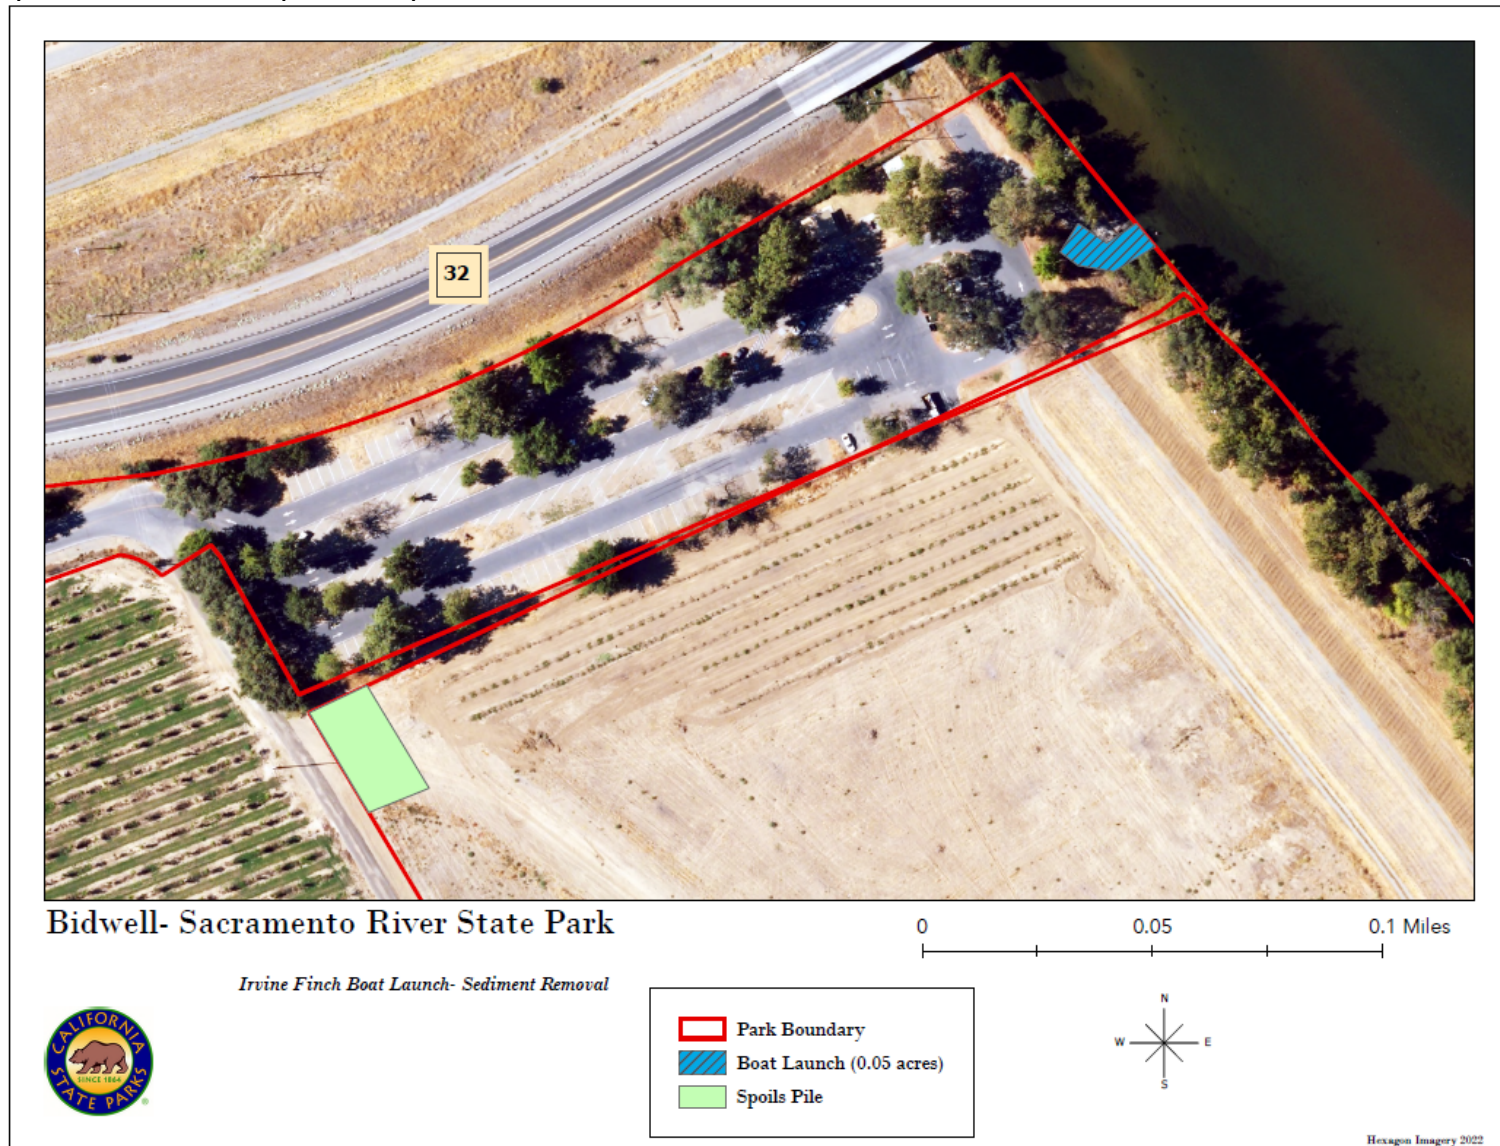 32
Bidwell- Sacramento River State Park
0 0.05 0.1 Miles
Irvine Finch Boat Launch- Sediment Removal
CALIFORNIA
STATE PARKS
SINCE 1864
Park Boundary
Boat Launch (0.05 acres)
Spoils Pile
N
W E
S
Hexagon Imagery 2022